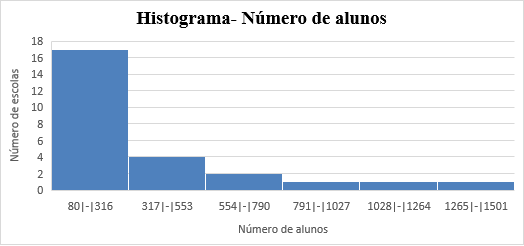 Histograma- Número de alunos
Número de escolas
18
16
14
12
10
8
6
4
2
0
80|-|316 317|-|553 554|-|790 791|-|1027 1028|-|1264 1265|-|1501
Número de alunos